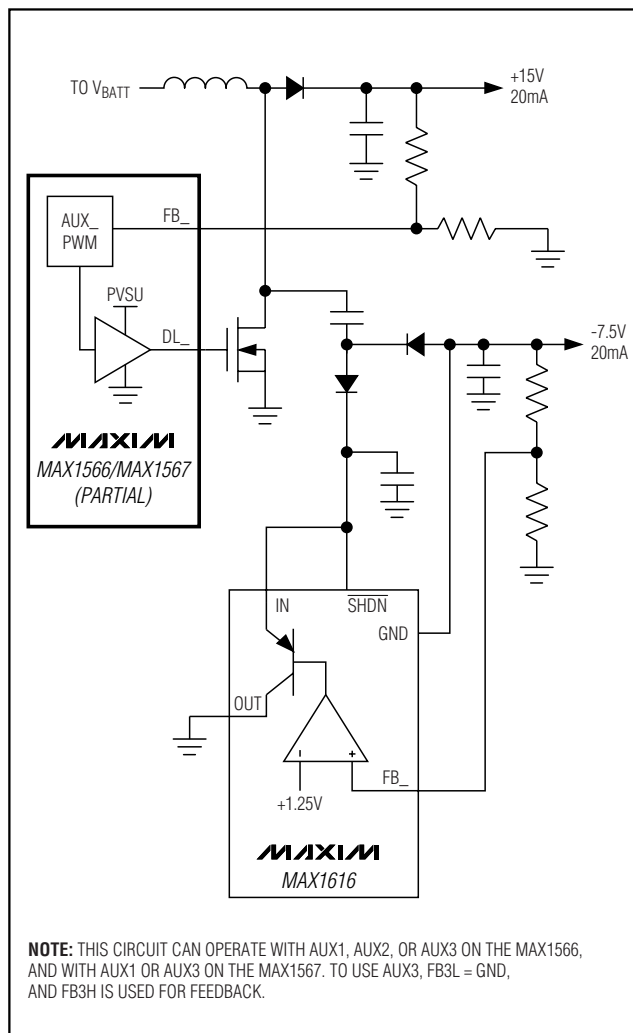 TO VBATT
+15V
20mA
AUX_
PWM
FB_
PVSU
DL_
-7.5V
20mA
MAXIM
MAX1566/MAX1567
(PARTIAL)
IN
SHDN
GND
OUT
- +
FB_
+1.25V
MAXIM
MAX1616
NOTE: THIS CIRCUIT CAN OPERATE WITH AUX1, AUX2, OR AUX3 ON THE MAX1566,
AND WITH AUX1 OR AUX3 ON THE MAX1567. TO USE AUX3, FB3L = GND,
AND FB3H IS USED FOR FEEDBACK.